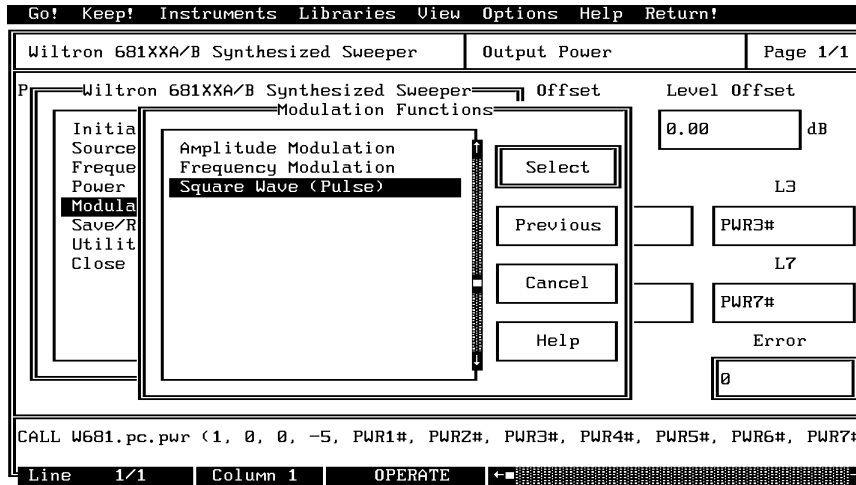 Go! Keep! Instruments Libraries View Options Help Return!
Wiltron 681XXA/B Synthesized Sweeper Output Power Page 1/1
P Wiltron 681XXA/B Synthesized Sweeper Offset Level Offset
Modulation Functions
Initia 0.00 dB
Source Amplitude Modulation
Freque Frequency Modulation Select
Power Square Wave (Pulse) L3
Modula
Save/R Previous PWR3#
Utilit
Close L7
Cancel
PWR7#
Help Error
0
CALL W681.pc.pwr (1, 0, 0, -5, PWR1#, PWR2#, PWR3#, PWR4#, PWR5#, PWR6#, PWR7#
Line 1/1 Column 1 OPERATE